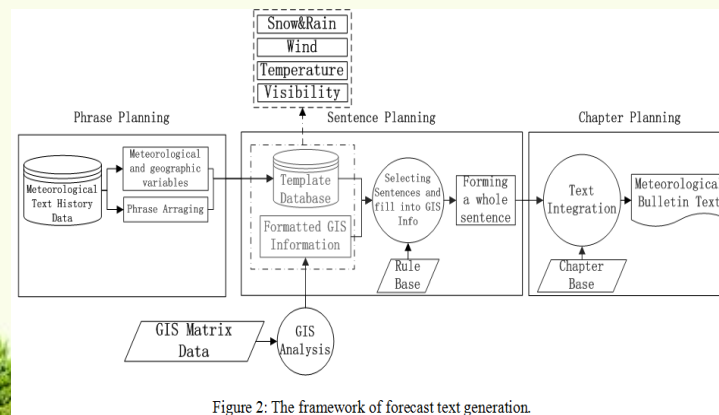 Snow&Rain
Wind
Temperature
Visibility
Phrase Planning
Sentence Planning
Chapter Planning
Meteorological
Text History
Data
Meteorological
and geographic
variables
Phrase Arraging
Template
Database
Formatted GIS
Information
Selecting
Sentences and
fill into GIS
Info
Forming
a whole
sentence
Rule
Base
Text
Integration
Meteorologica
Bulletin Text
Chapter
Base
GIS Matrix
Data
GIS
Analysis
Figure 2: The framework of forecast text generation.